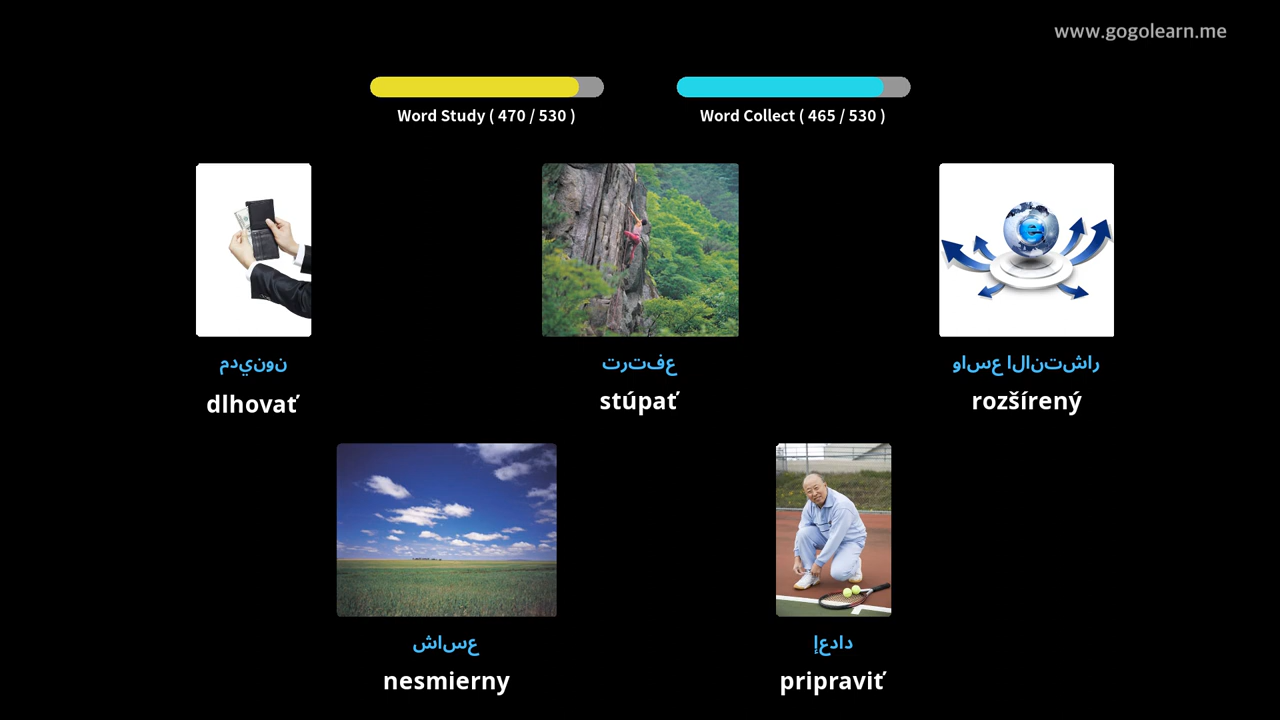 www.gogolearn.me
Word Study ( 470 / 530 )
Word Collect ( 465 / 530 )
مدينون
ترتفع
واسع الانتشار
dlhovať
stúpať
rozšírený
شاسع
إعداد
nesmierny
pripraviť